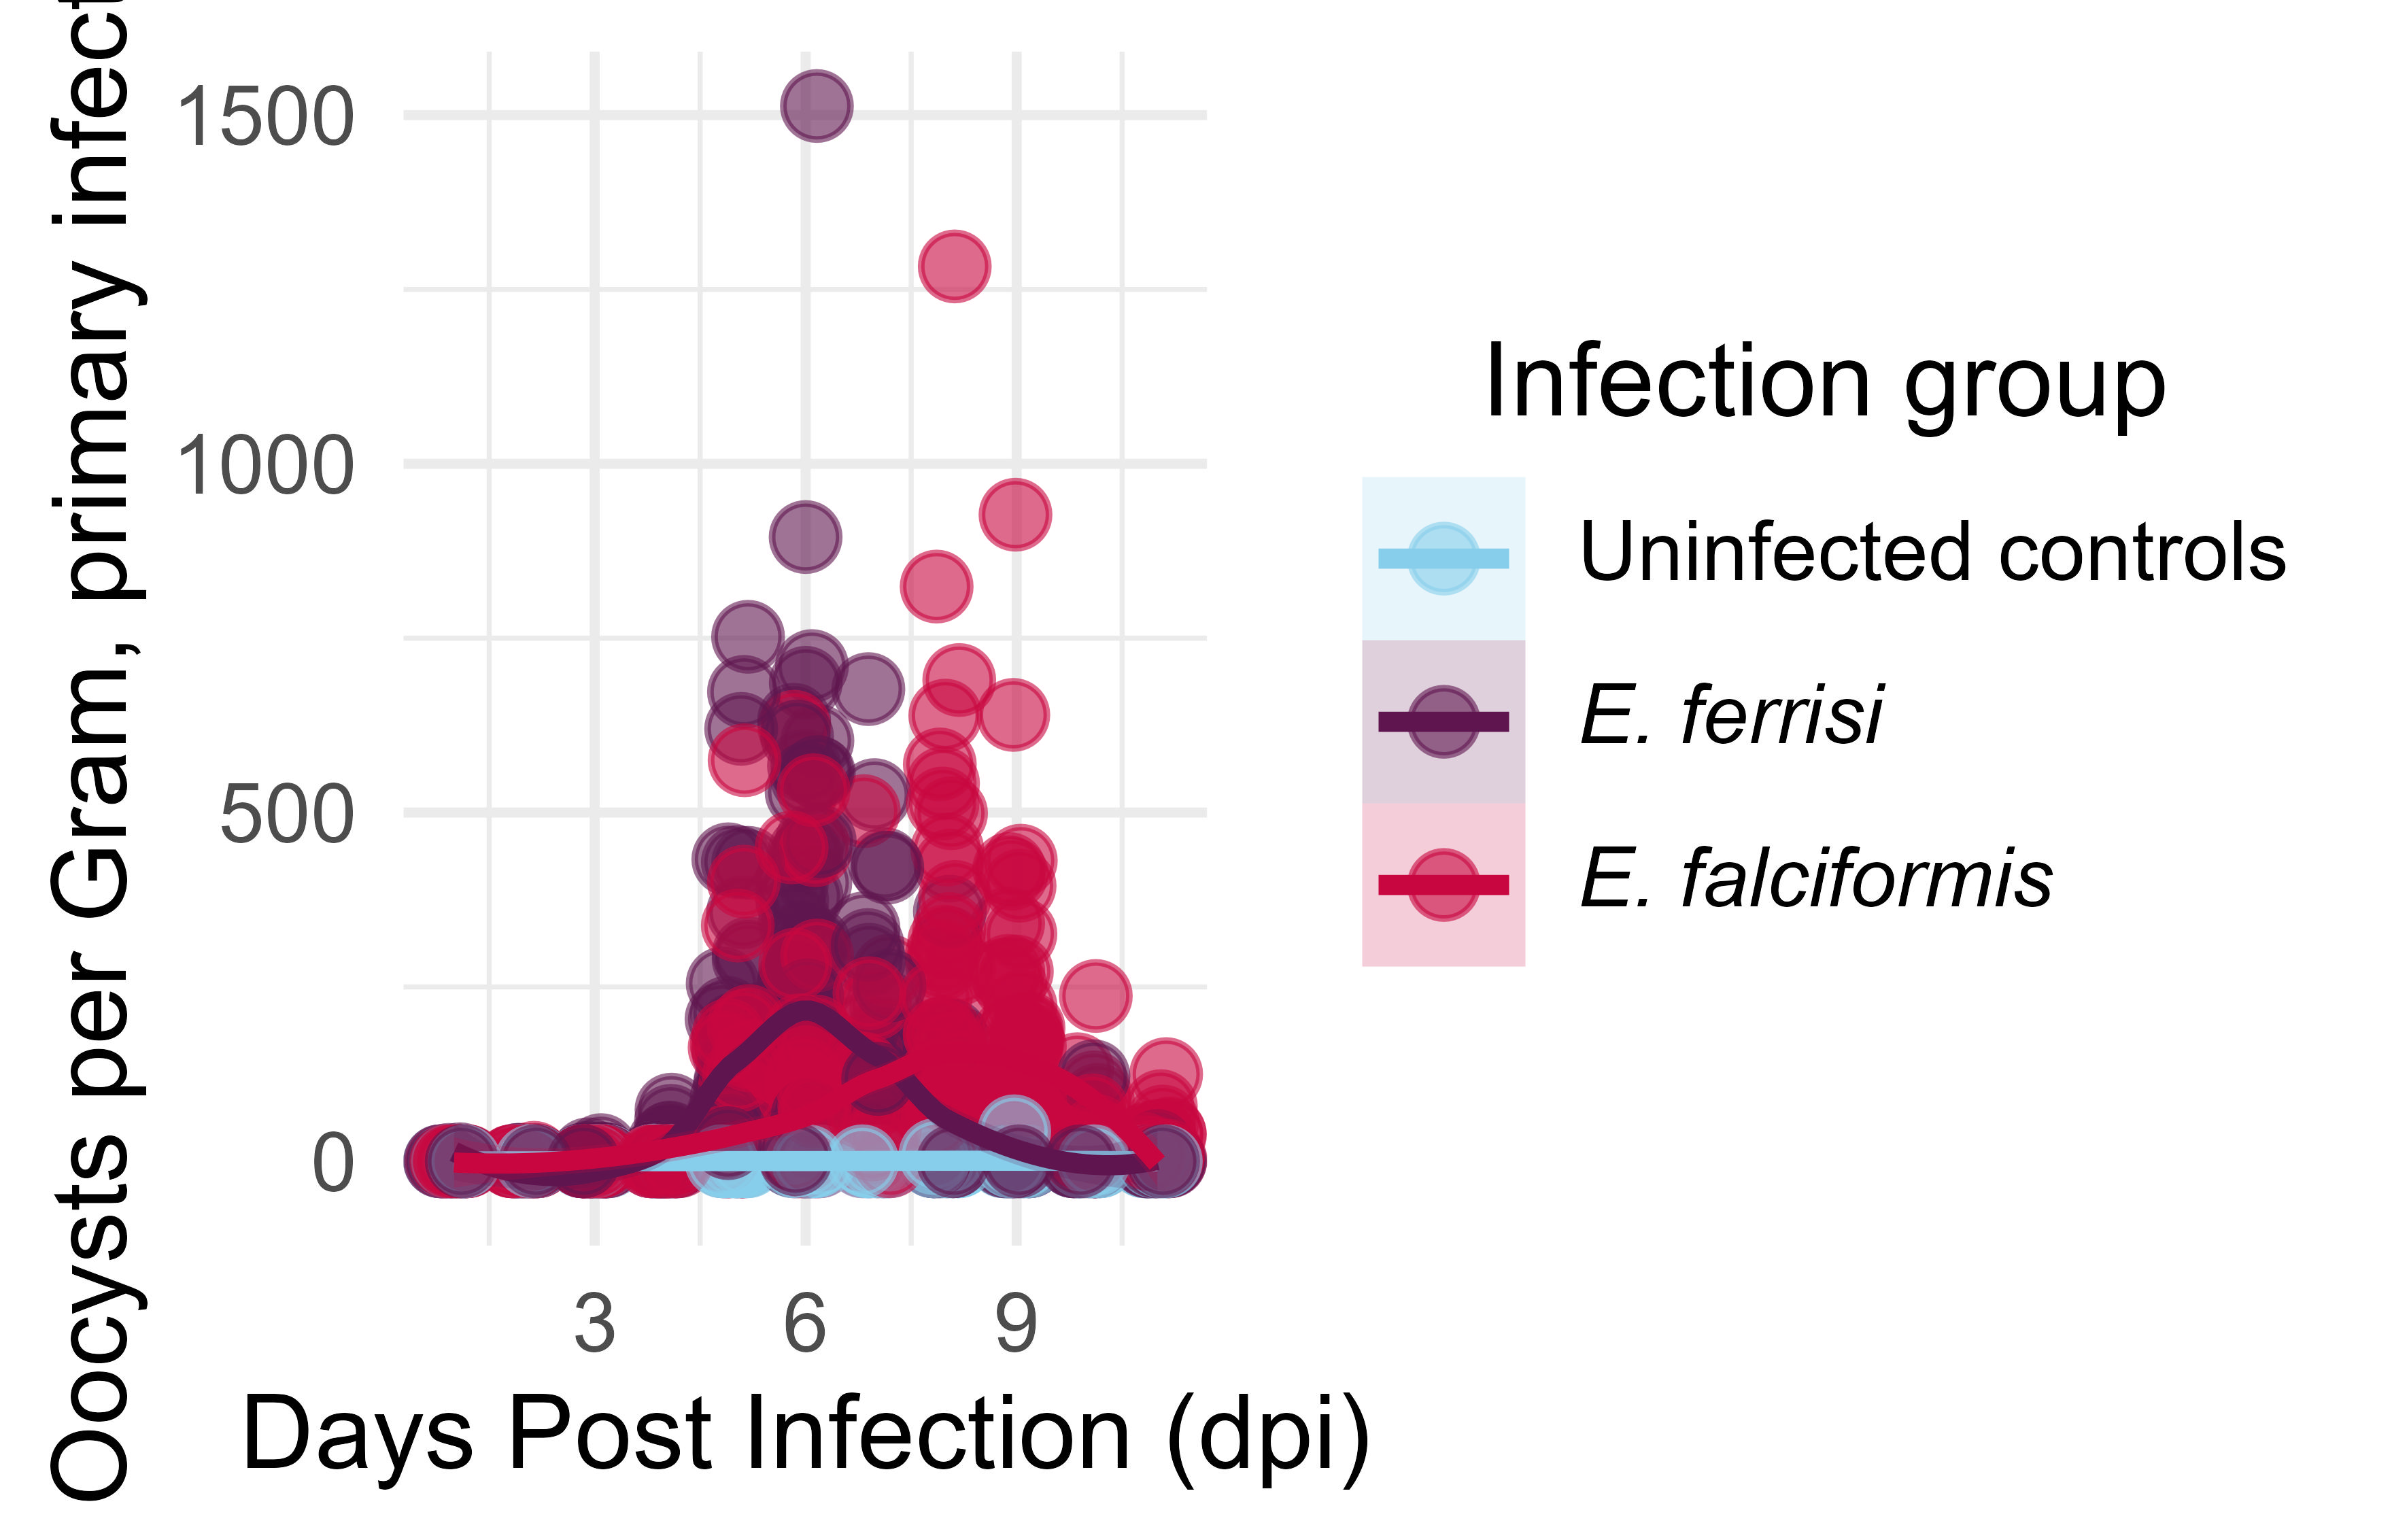 Oocysts per Gram, primary infect
1500
1000
500
0
3 6 9
Days Post Infection (dpi)
Infection group
Uninfected controls
E. ferrisi
E. falciformis